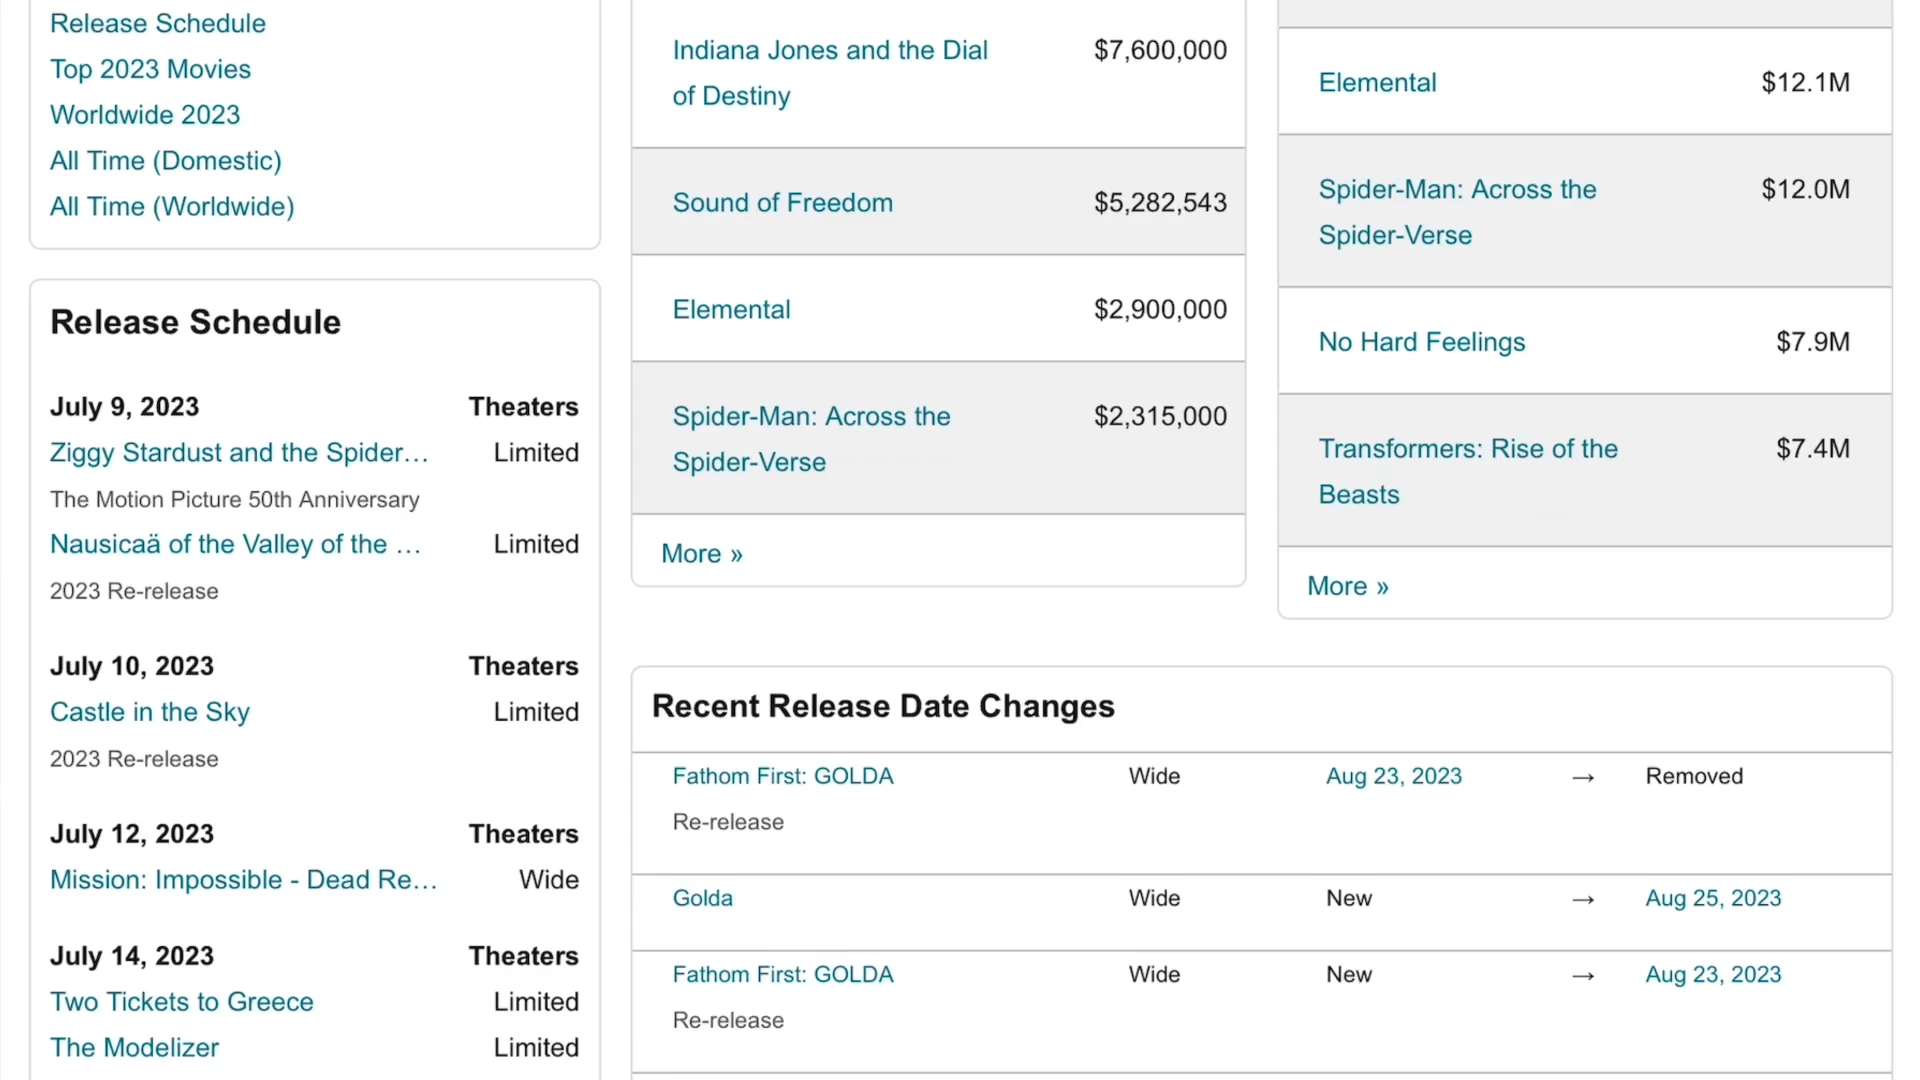 Release Schedule
Top 2023 Movies
Worldwide 2023
All Time (Domestic)
All Time (Worldwide)
Release Schedule
July 9, 2023 Theaters
Ziggy Stardust and the Spider… Limited
The Motion Picture 50th Anniversary
Nausicaä of the Valley of the … Limited
2023 Re-release
July 10, 2023 Theaters
Castle in the Sky Limited
2023 Re-release
July 12, 2023 Theaters
Mission: Impossible - Dead Re… Wide
July 14, 2023 Theaters
Two Tickets to Greece Limited
The Modelizer Limited
Indiana Jones and the Dial $7,600,000
of Destiny
Sound of Freedom $5,282,543
Elemental $2,900,000
Spider-Man: Across the $2,315,000
Spider-Verse
More »
Elemental $12.1M
Spider-Man: Across the $12.0M
Spider-Verse
No Hard Feelings $7.9M
Transformers: Rise of the $7.4M
Beasts
More »
Recent Release Date Changes
Fathom First: GOLDA Wide Aug 23, 2023 → Removed
Re-release
Golda Wide New → Aug 25, 2023
Fathom First: GOLDA Wide New → Aug 23, 2023
Re-release